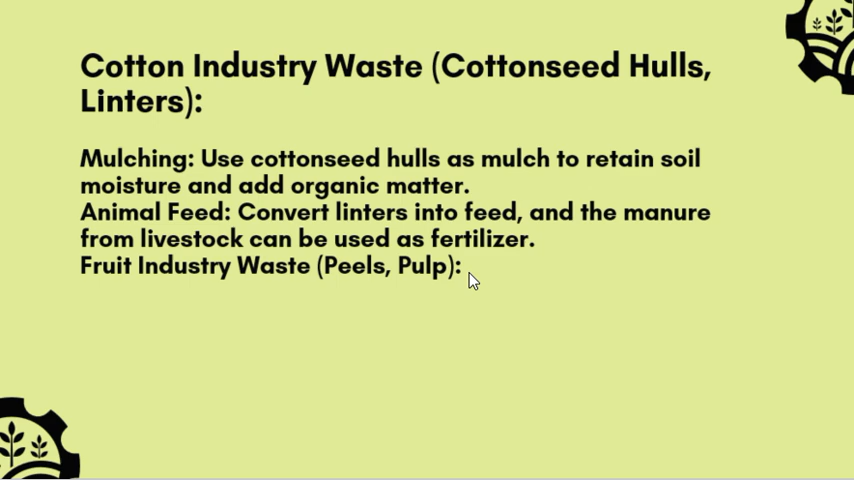 Cotton Industry Waste (Cottonseed Hulls,
Linters):
Mulching: Use cottonseed hulls as mulch to retain soil
moisture and add organic matter.
Animal Feed: Convert linters into feed, and the manure
from livestock can be used as fertilizer.
Fruit Industry Waste (Peels, Pulp):